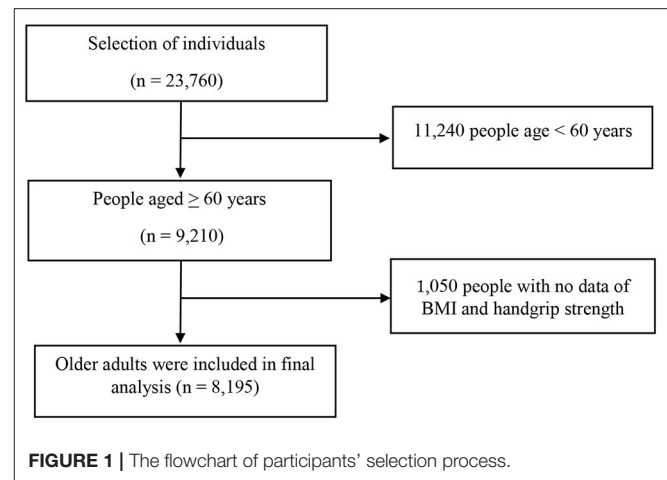 Selection of individuals
(n = 23,760)
11,240 people age < 60 years
People aged ≥ 60 years
(n = 9,210)
1,050 people with no data of
BMI and handgrip strength
Older adults were included in final
analysis (n = 8,195)
FIGURE 1 | The flowchart of participants’ selection process.